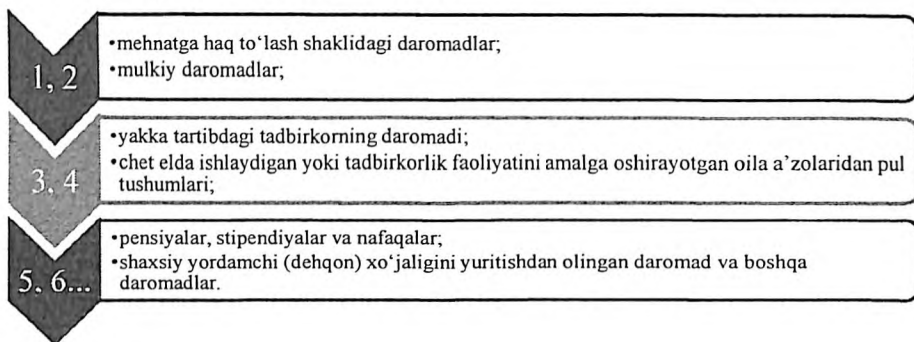 1, 2
•mehnatga haq to‘lash shaklidagi daromadlar;
•mulkiy daromadlar;
3, 4
•yakka tartibdagi tadbirkorning daromadi;
•chet elda ishlaydigan yoki tadbirkorlik faoliyatini amalga oshirayotgan oila a’zolaridan pul
tushumlari;
5, 6...
•pensiyalar, stipendiyalar va nafaqalar;
•shaxsiy yordamchi (dehqon) xo‘jaligini yuritishdan olingan daromad va boshqa
daromadlar.